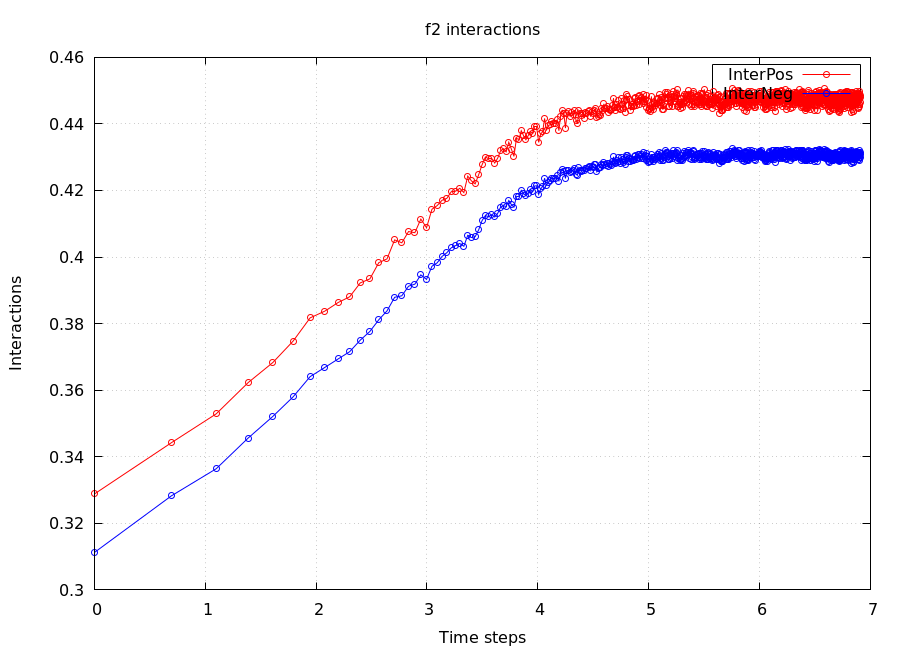 f2 interactions
0.46
0.44
0.42
0.4
0.38
0.36
0.34
0.32
0.3
Interactions
InterPos
InterNeg
0 1 2 3 4 5 6 7
Time steps